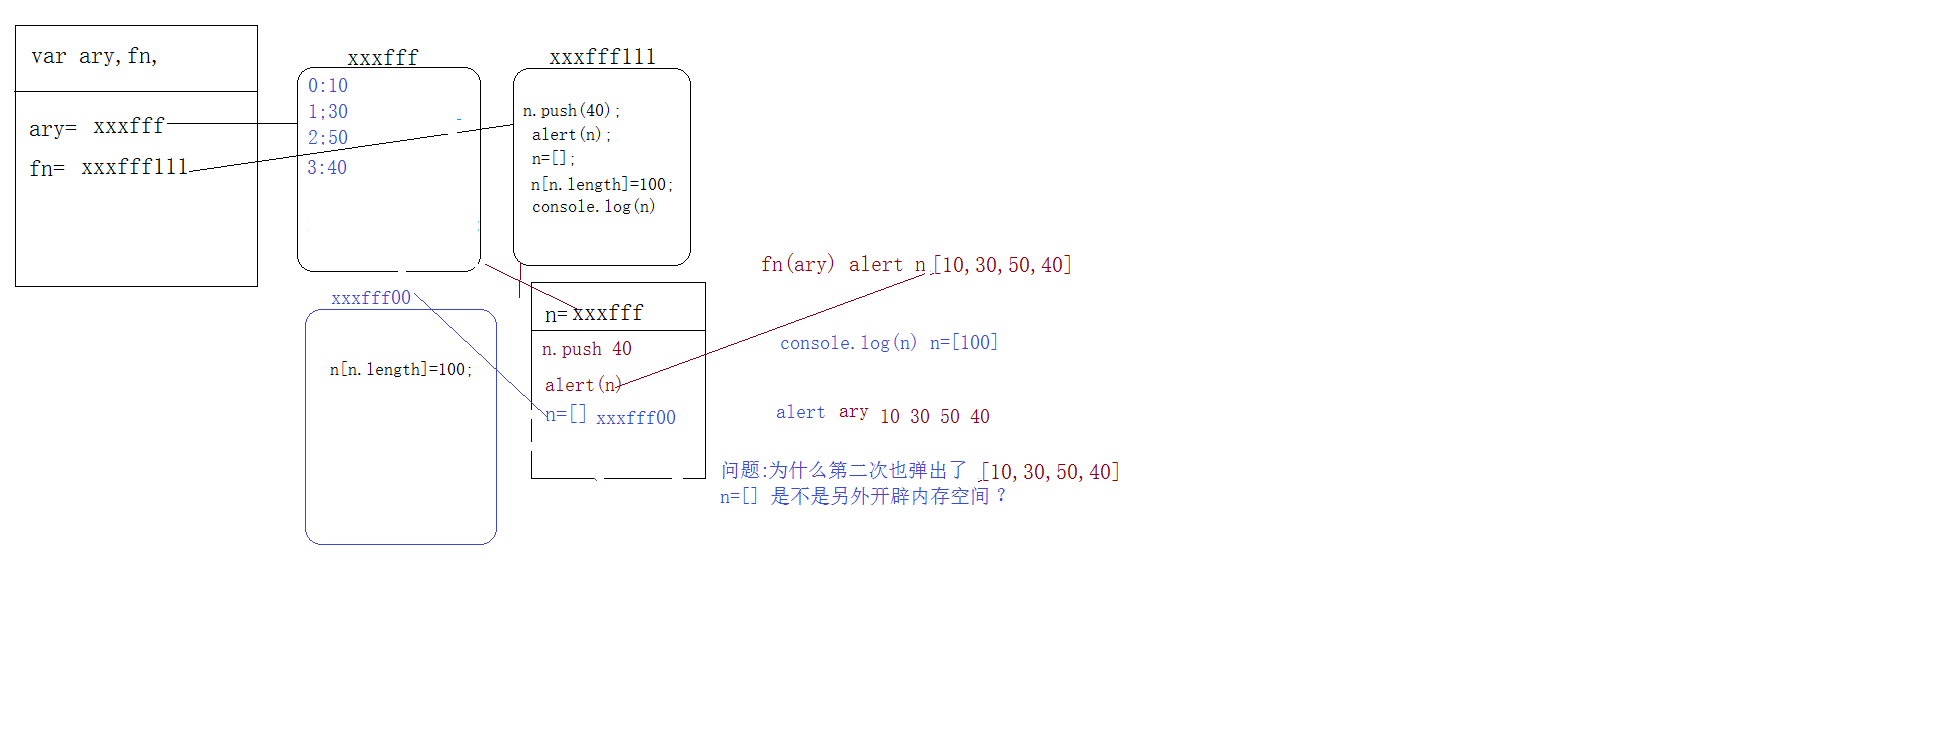 var ary,fn,
ary= xxxfff
fn= xxxfff111
xxxfff
0:10
1;30
2:50
3:40
xxxfff111
n.push(40);
alert(n);
n=[];
n[n.length]=100;
console.log(n)
xxxfff00
n[n.length]=100;
n=xxxfff
n.push 40
alert(n)
n=[] xxxfff00
fn(ary) alert n[10,30,50,40]
console.log(n) n=[100]
alert ary 10 30 50 40
问题:为什么第二次也弹出了 [10,30,50,40]
n=[] 是不是另外开辟内存空间？